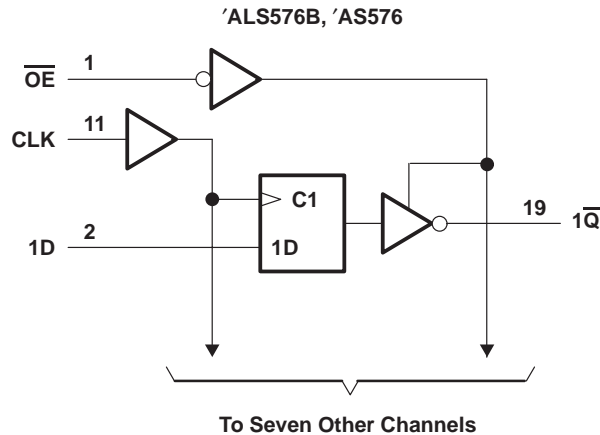 ′ALS576B, ′AS576
OE 1
CLK 11
C1
1D 2
1D
19 1Q
To Seven Other Channels